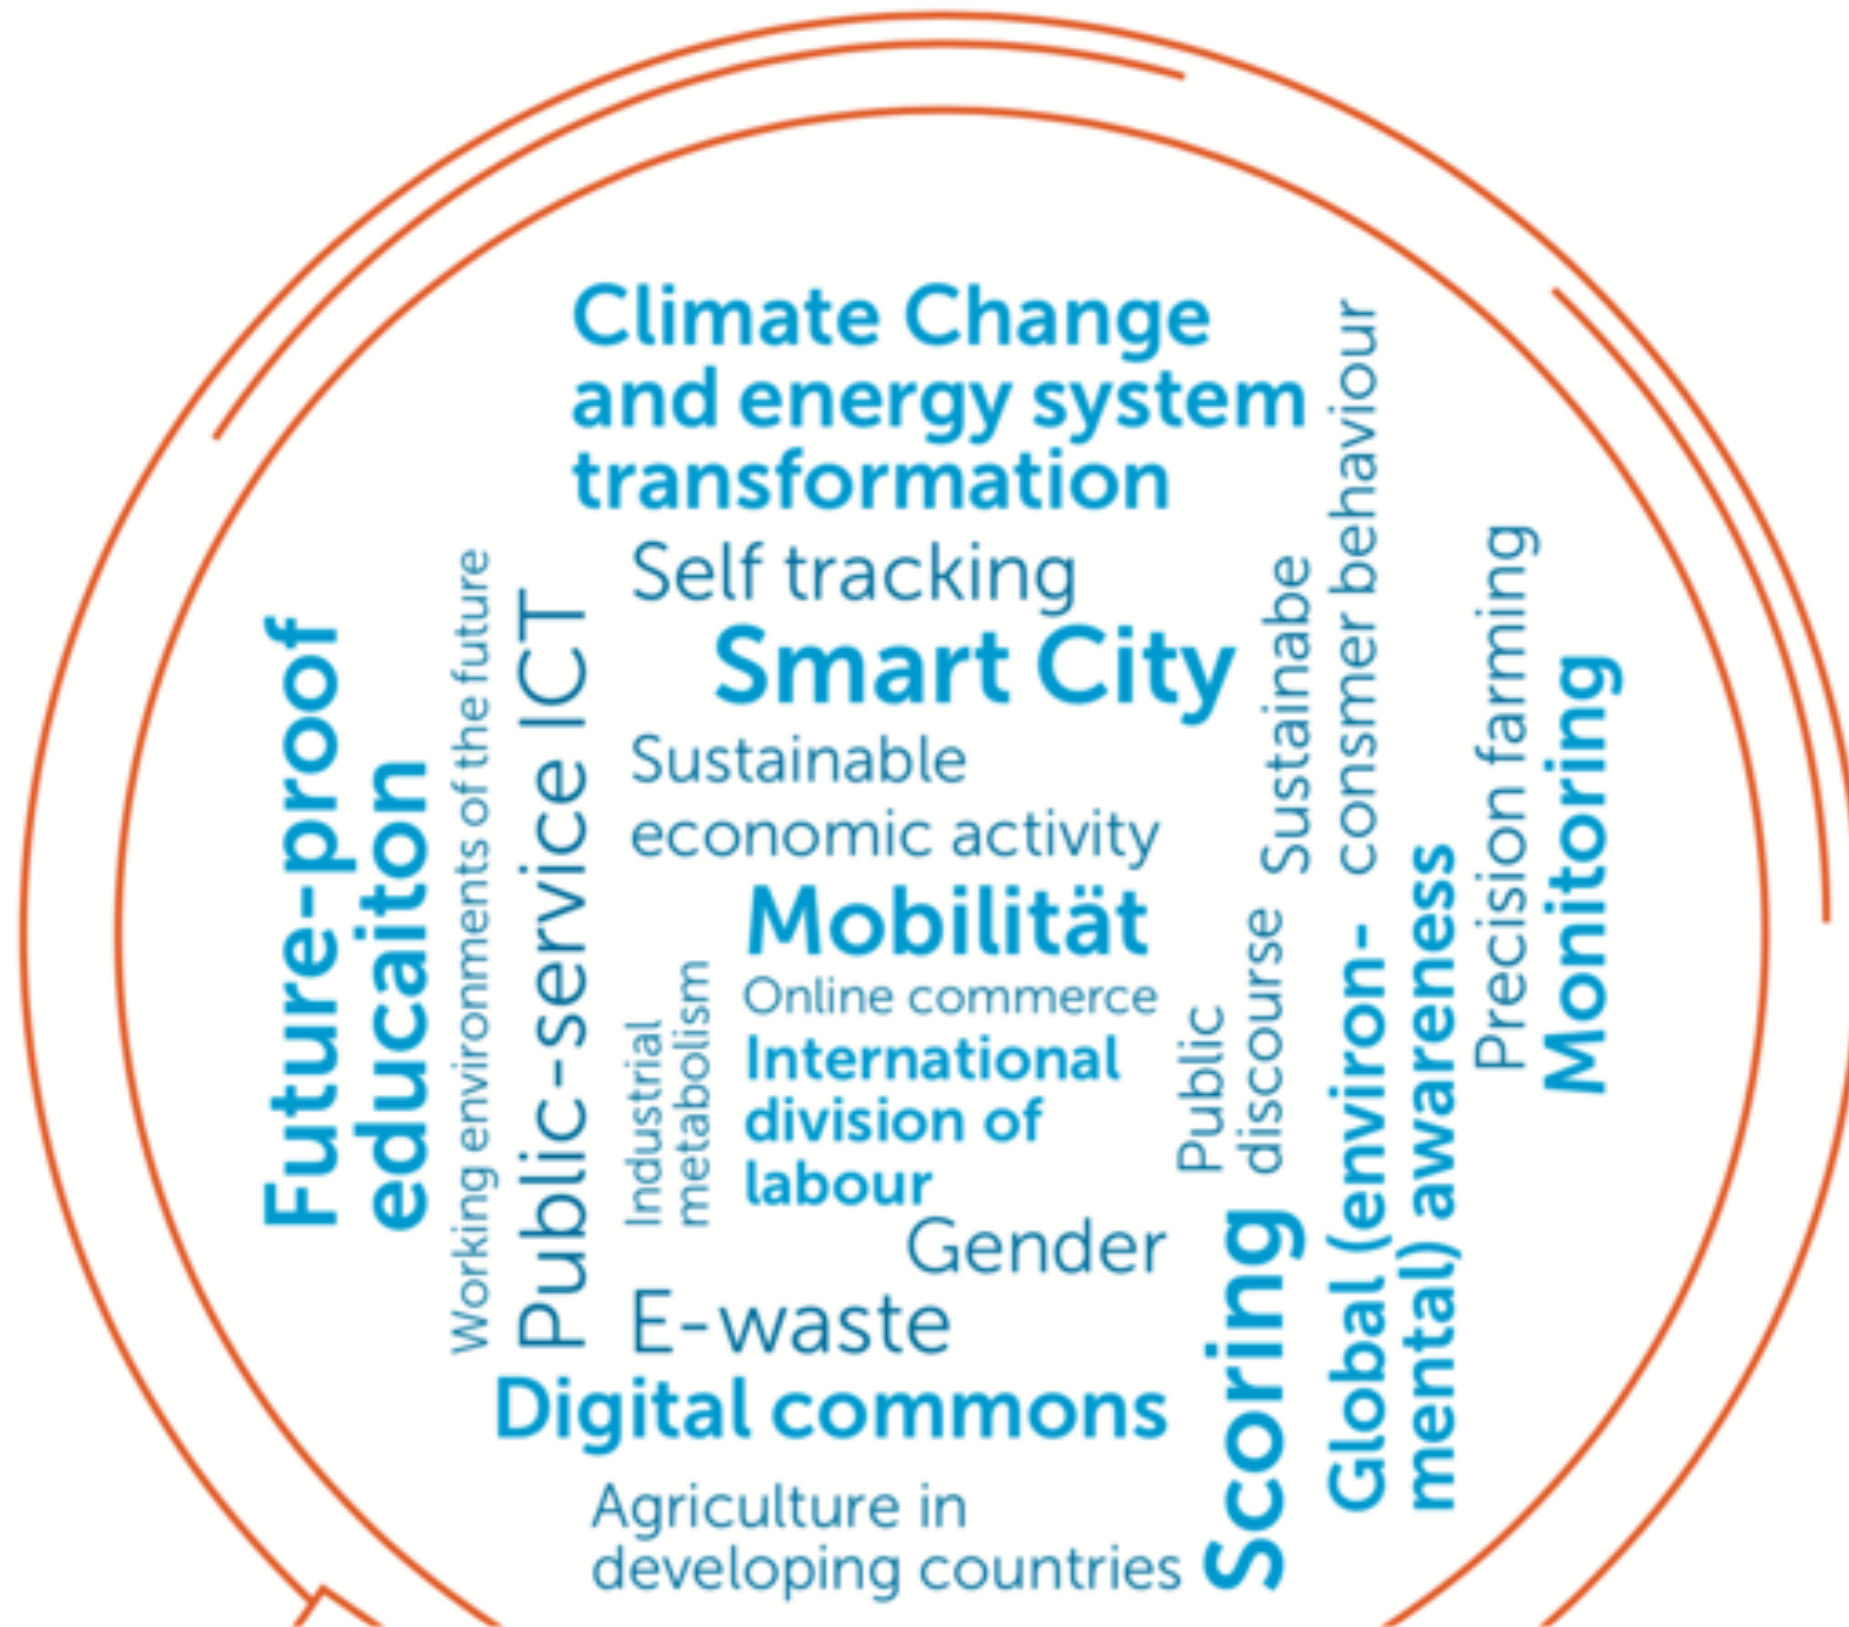 Climate Change
and energy system
transformation
Self tracking
Smart City
Sustainable
economic activity
Mobilität
Online commerce
International
division of
labour
Gender
E-waste
Digital commons
Agriculture in
developing countries
Future-proof
educaiton
Working environments of the future
Public-service ICT
Industrial
metabolism
Public
discourse
Scoring
Sustainabe
consmer behaviour
Global (environ-
mental) awareness
Precision farming
Monitoring